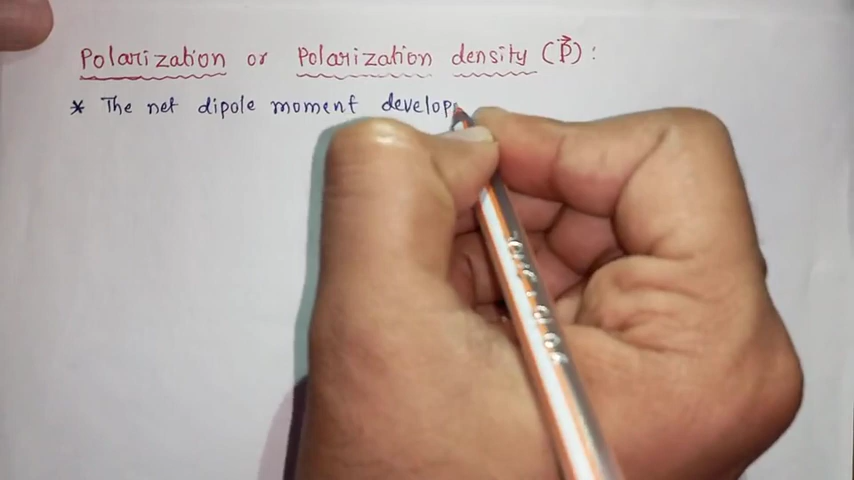 Polarization or Polarization density (P⃗) :
* The net dipole moment develop